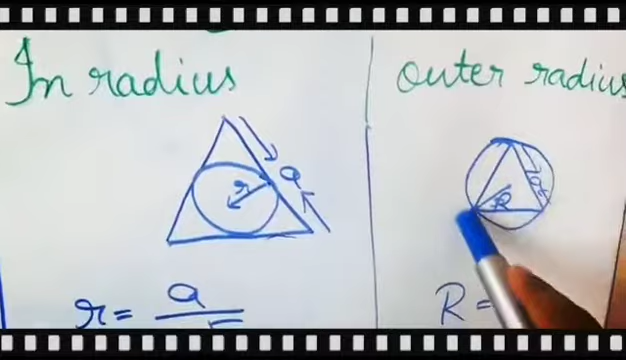 In radius
outer radius
a
r
a
R
r = a
R =